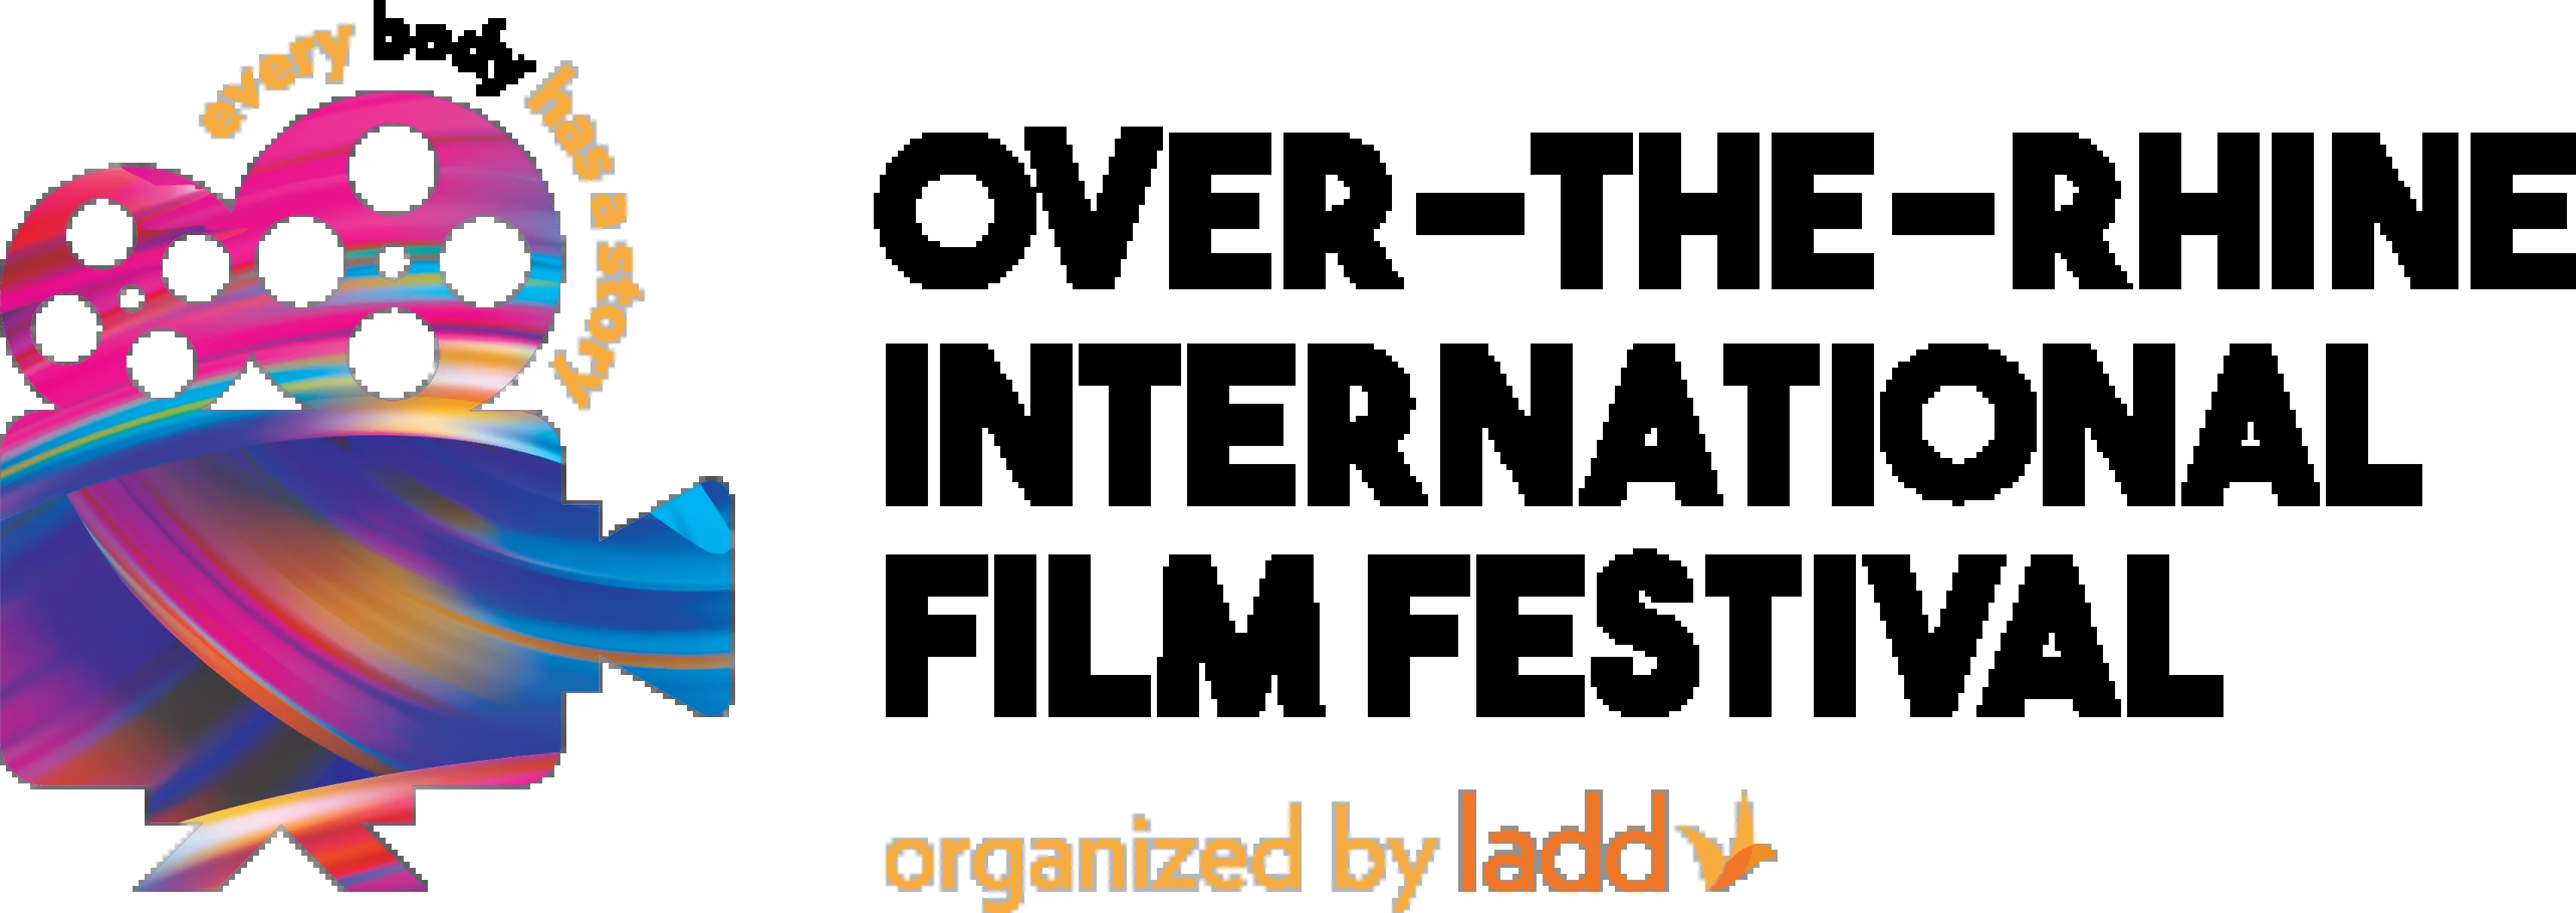 every body has a story
OVER-THE-RHINE
INTERNATIONAL
FILM FESTIVAL
organized by ladd